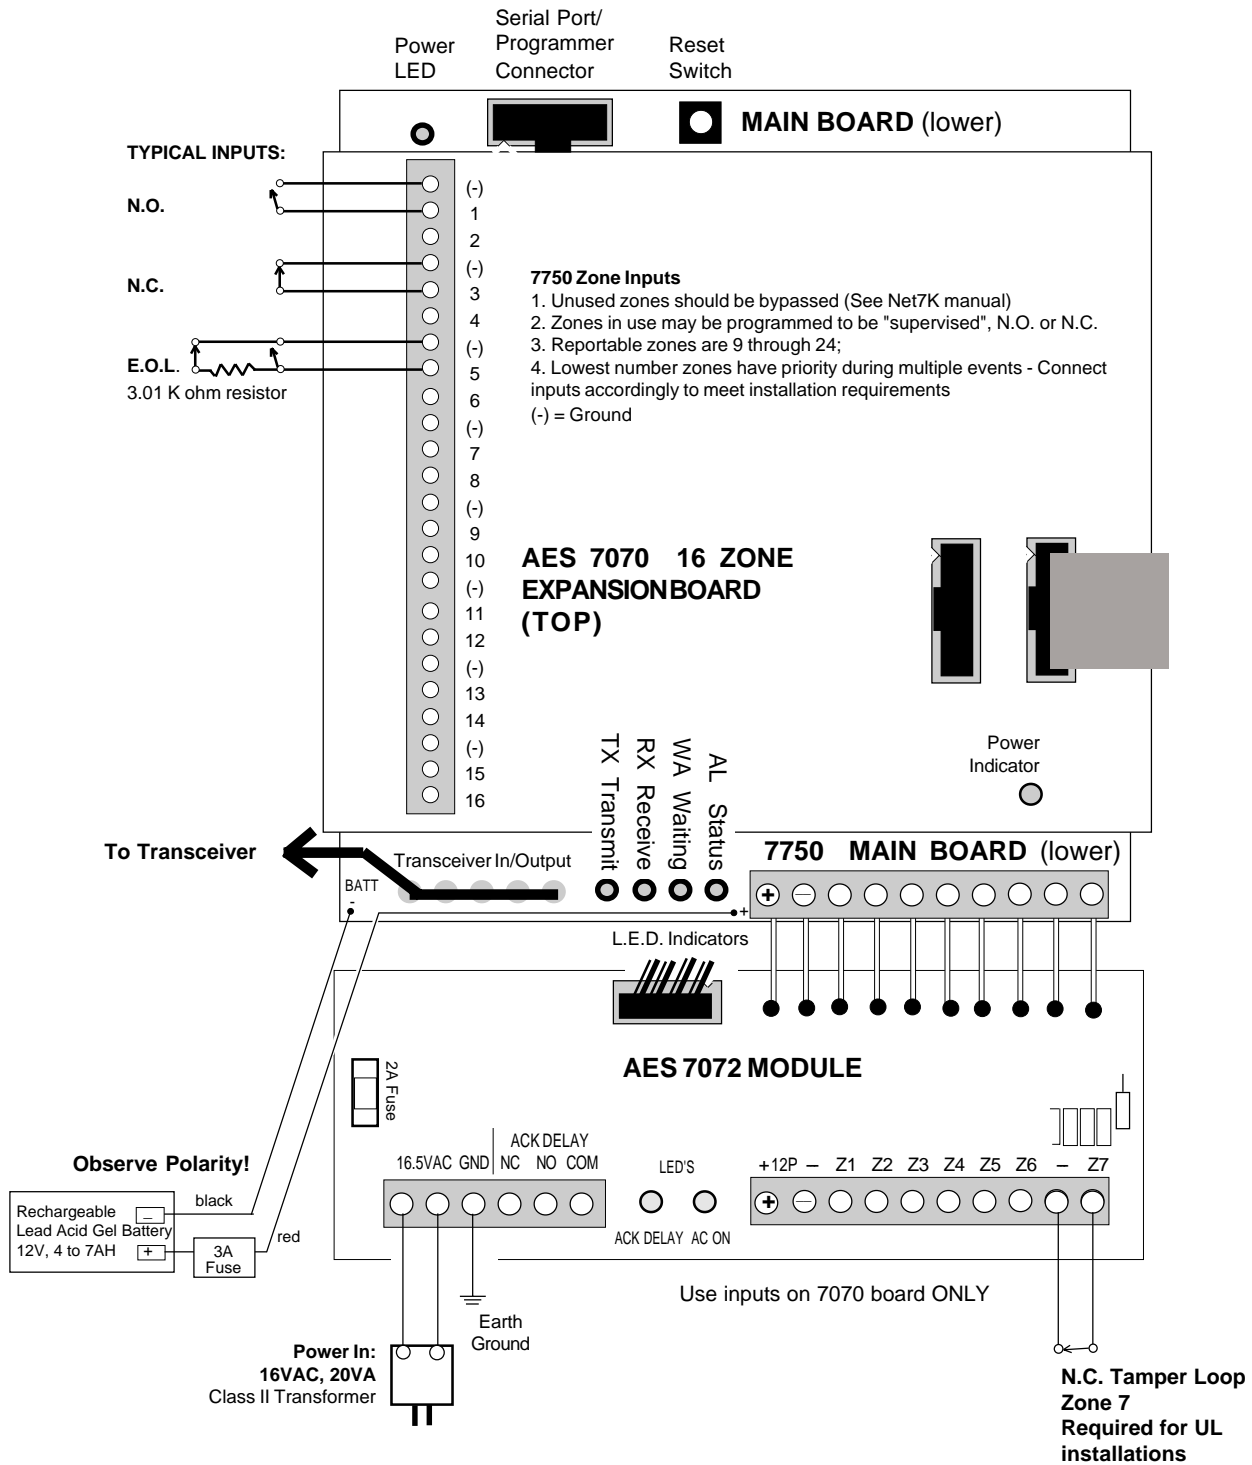 Serial Port/
Programmer
Connector
Power
LED
Reset
Switch
MAIN BOARD (lower)
TYPICAL INPUTS:
N.O.
N.C.
E.O.L.
3.01 K ohm resistor
(-)
1
2
(-)
3
4
(-)
5
6
(-)
7
8
(-)
9
10
(-)
11
12
(-)
13
14
(-)
15
16
7750 Zone Inputs
1. Unused zones should be bypassed (See Net7K manual)
2. Zones in use may be programmed to be "supervised", N.O. or N.C.
3. Reportable zones are 9 through 24;
4. Lowest number zones have priority during multiple events - Connect
inputs accordingly to meet installation requirements
(-) = Ground
AES 7070 16 ZONE
EXPANSION BOARD
(TOP)
Power
Indicator
TX Transmit
RX Receive
WA Waiting
AL Status
To Transceiver
Transceiver In/Output
BATT
-
7750 MAIN BOARD (lower)
+
+ −
L.E.D. Indicators
AES 7072 MODULE
2A Fuse
Observe Polarity!
ACK DELAY
16.5VAC GND NC NO COM
LED'S
ACK DELAY AC ON
+12P − Z1 Z2 Z3 Z4 Z5 Z6 − Z7
+ −
black
red
Rechargeable −
Lead Acid Gel Battery
12V, 4 to 7AH +
3A
Fuse
Use inputs on 7070 board ONLY
Earth
Ground
Power In:
16VAC, 20VA
Class II Transformer
N.C. Tamper Loop
Zone 7
Required for UL
installations